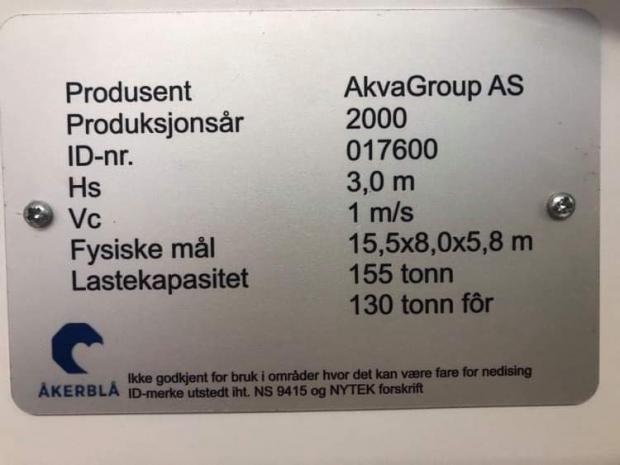 Produsent AkvaGroup AS
Produksjonsår 2000
ID-nr. 017600
Hs 3,0 m
Vc 1 m/s
Fysiske mål 15,5x8,0x5,8 m
Lastekapasitet 155 tonn
130 tonn fôr
Ikke godkjent for bruk i områder hvor det kan være fare for nedising
ÅKERBLÅ ID-merke utstedt iht. NS 9415 og NYTEK forskrift